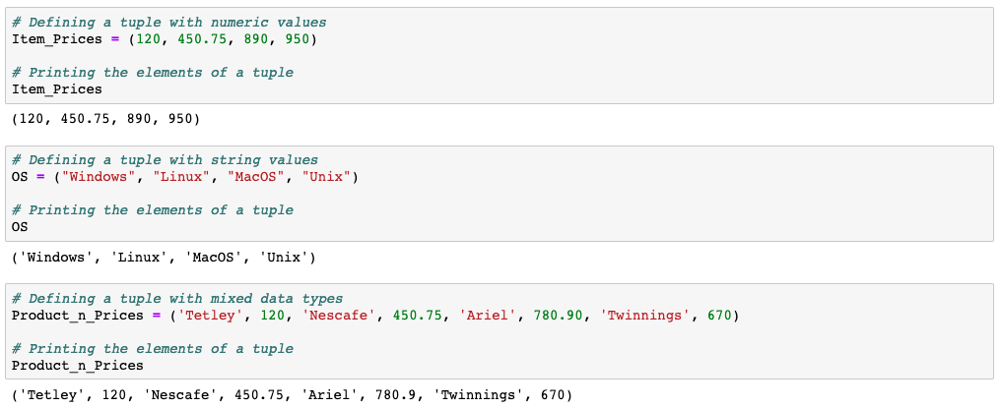 # Defining a tuple with numeric values
Item_Prices = (120, 450.75, 890, 950)
# Printing the elements of a tuple
Item_Prices
(120, 450.75, 890, 950)
# Defining a tuple with string values
OS = ("Windows", "Linux", "MacOS", "Unix")
# Printing the elements of a tuple
OS
('Windows', 'Linux', 'MacOS', 'Unix')
# Defining a tuple with mixed data types
Product_n_Prices = ('Tetley', 120, 'Nescafe', 450.75, 'Ariel', 780.90, 'Twinnings', 670)
# Printing the elements of a tuple
Product_n_Prices
('Tetley', 120, 'Nescafe', 450.75, 'Ariel', 780.9, 'Twinnings', 670)